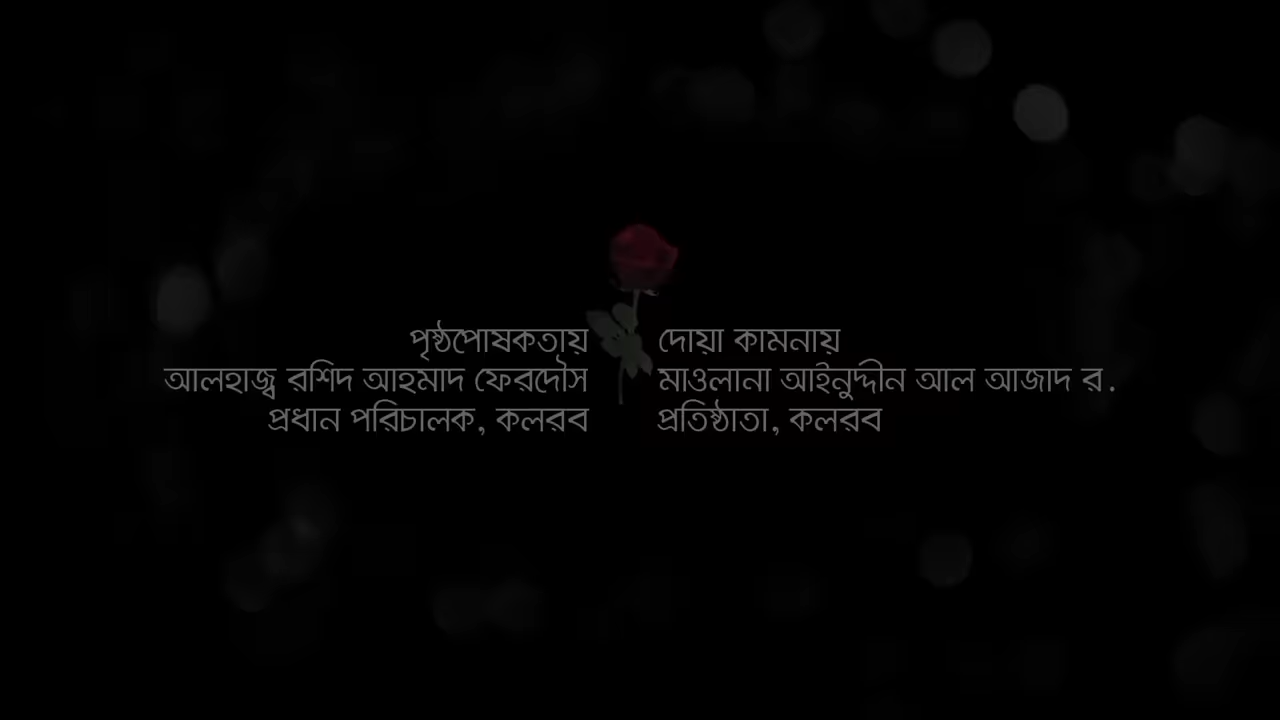 পৃষ্ঠপোষকতায়
আলহাজ্ব রশিদ আহমাদ ফেরদৌস
প্রধান পরিচালক, কলরব
দোয়া কামনায়
মাওলানা আইনুদ্দীন আল আজাদ র.
প্রতিষ্ঠাতা, কলরব